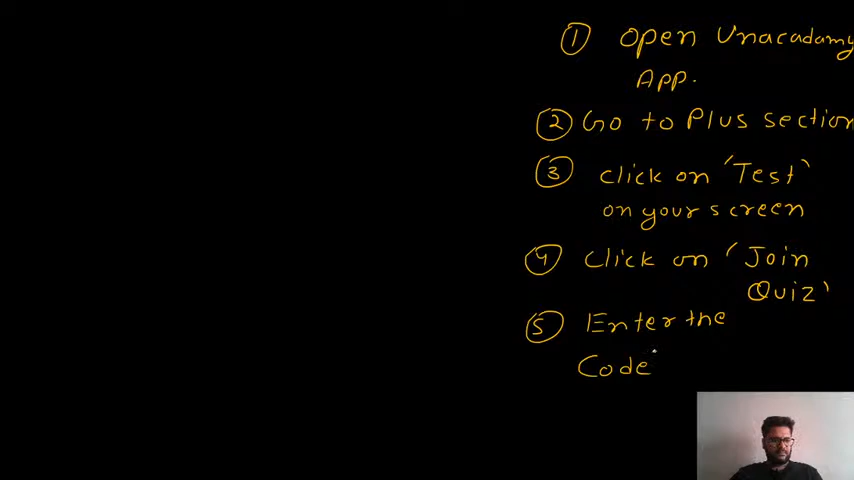 ① Open Unacadamy
App.
② Go to Plus section
③ click on 'Test'
on your screen
④ Click on 'Join
Quiz'
⑤ Enter the
Code